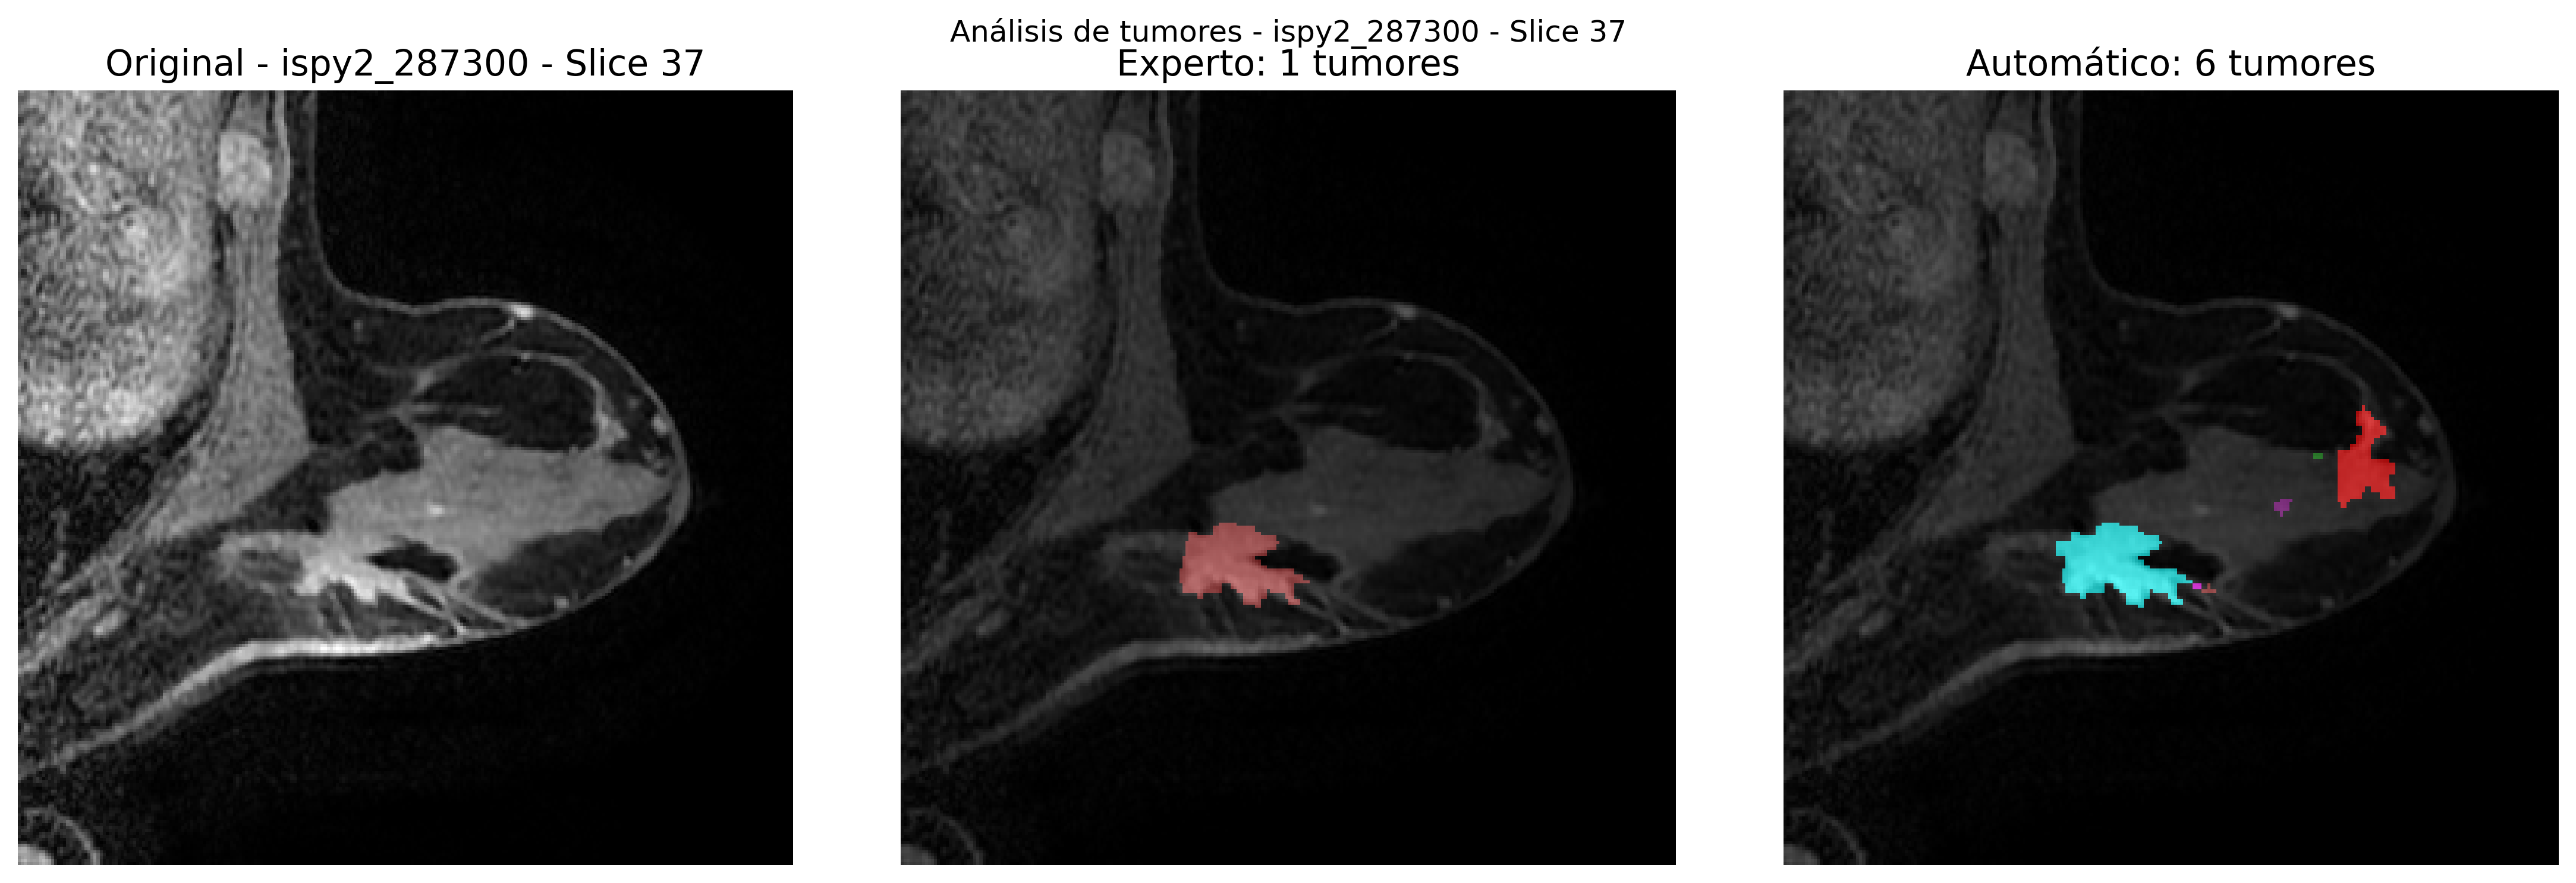 Análisis de tumores - ispy2_287300 - Slice 37
Original - ispy2_287300 - Slice 37
Experto: 1 tumores
Automático: 6 tumores